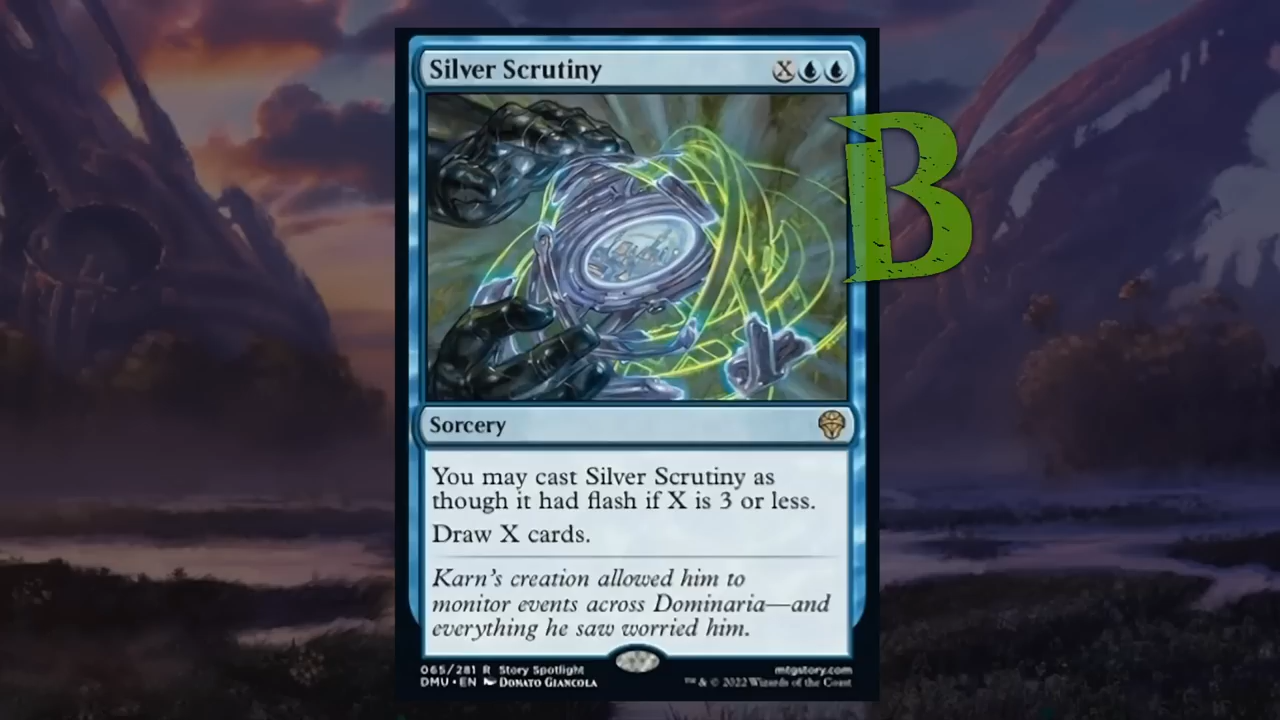 Silver Scrutiny X
B
Sorcery
You may cast Silver Scrutiny as
though it had flash if X is 3 or less.
Draw X cards.
Karn's creation allowed him to
monitor events across Dominaria—and
everything he saw worried him.
065/281 R Story Spotlight
mtgstory.com
DMU • EN Donato Giancola
™ & © 2022 Wizards of the Coast